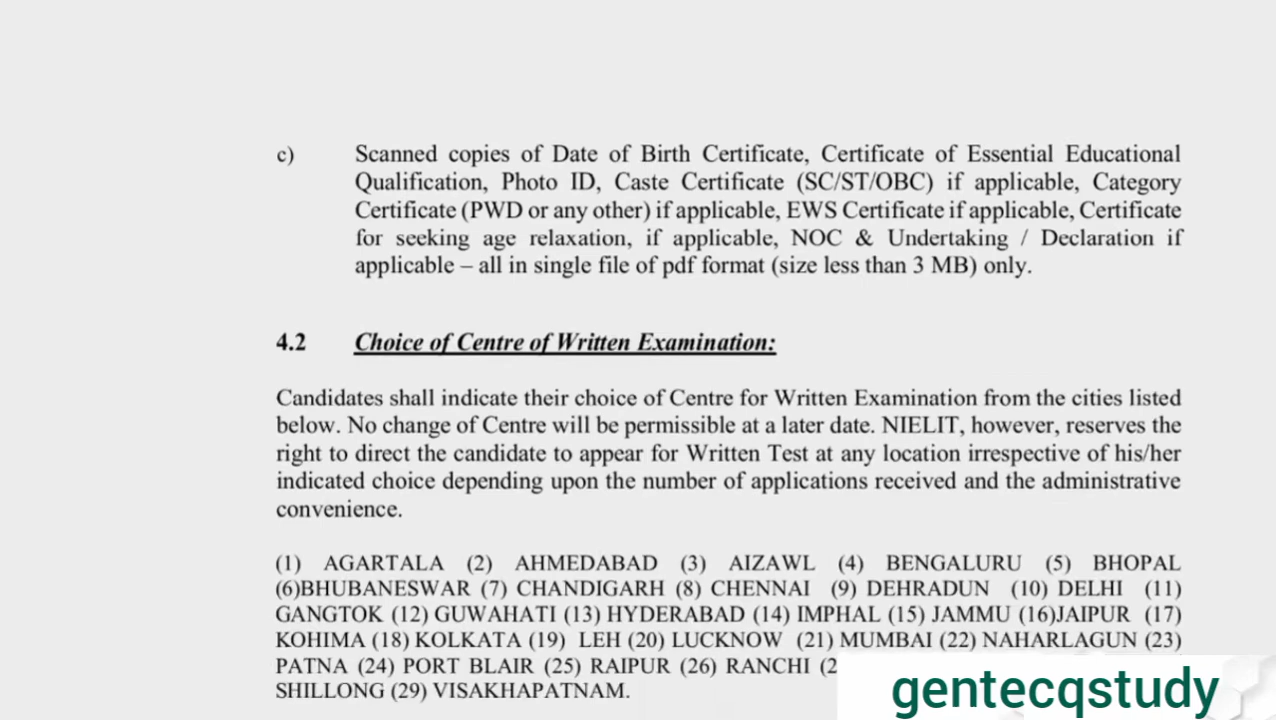 c) Scanned copies of Date of Birth Certificate, Certificate of Essential Educational
Qualification, Photo ID, Caste Certificate (SC/ST/OBC) if applicable, Category
Certificate (PWD or any other) if applicable, EWS Certificate if applicable, Certificate
for seeking age relaxation, if applicable, NOC & Undertaking / Declaration if
applicable – all in single file of pdf format (size less than 3 MB) only.
4.2 Choice of Centre of Written Examination:
Candidates shall indicate their choice of Centre for Written Examination from the cities listed
below. No change of Centre will be permissible at a later date. NIELIT, however, reserves the
right to direct the candidate to appear for Written Test at any location irrespective of his/her
indicated choice depending upon the number of applications received and the administrative
convenience.
(1) AGARTALA (2) AHMEDABAD (3) AIZAWL (4) BENGALURU (5) BHOPAL
(6)BHUBANESWAR (7) CHANDIGARH (8) CHENNAI (9) DEHRADUN (10) DELHI (11)
GANGTOK (12) GUWAHATI (13) HYDERABAD (14) IMPHAL (15) JAMMU (16)JAIPUR (17)
KOHIMA (18) KOLKATA (19) LEH (20) LUCKNOW (21) MUMBAI (22) NAHARLAGUN (23)
PATNA (24) PORT BLAIR (25) RAIPUR (26) RANCHI
SHILLONG (29) VISAKHAPATNAM.
gentecqstudy